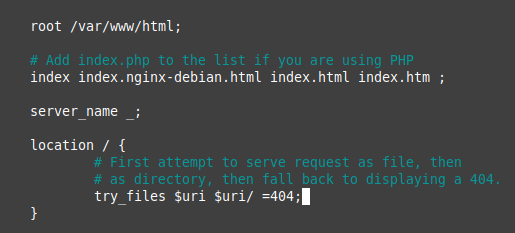 root /var/www/html;
# Add index.php to the list if you are using PHP
index index.nginx-debian.html index.html index.htm ;
server_name _;
location / {
# First attempt to serve request as file, then
# as directory, then fall back to displaying a 404.
try_files $uri $uri/ =404;
}